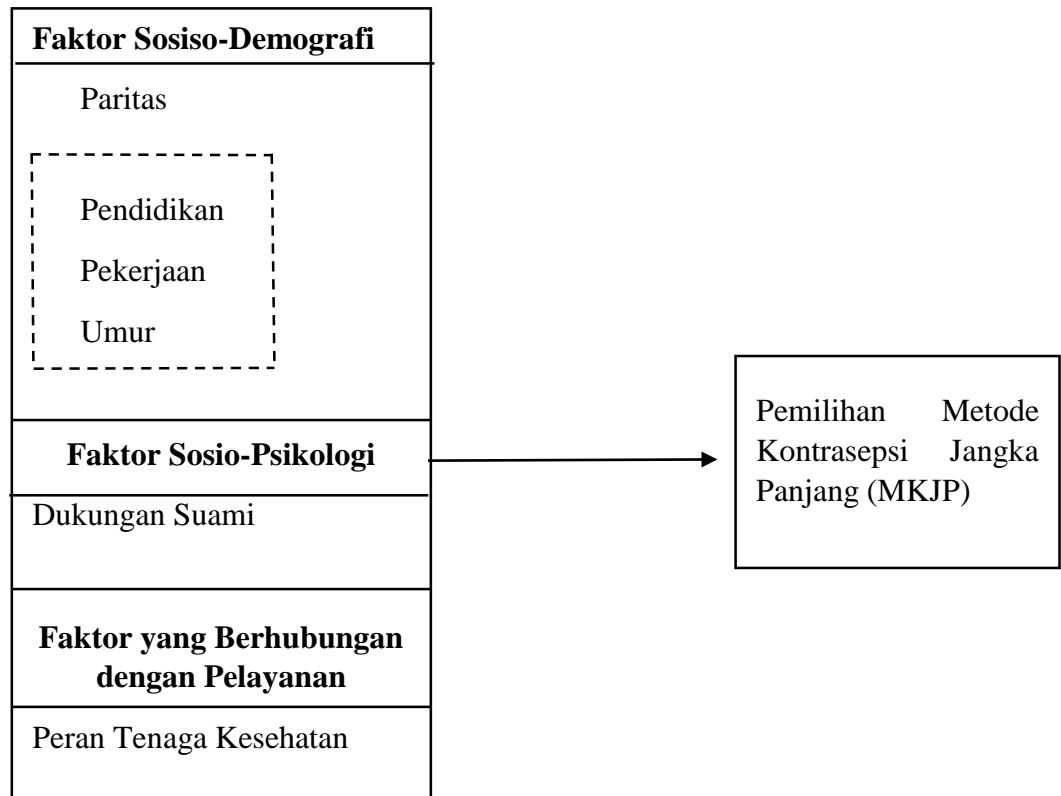 Faktor Sosiso-Demografi
Paritas
Pendidikan
Pekerjaan
Umur
Faktor Sosio-Psikologi
Dukungan Suami
Faktor yang Berhubungan
dengan Pelayanan
Peran Tenaga Kesehatan
Pemilihan Metode
Kontrasepsi Jangka
Panjang (MKJP)